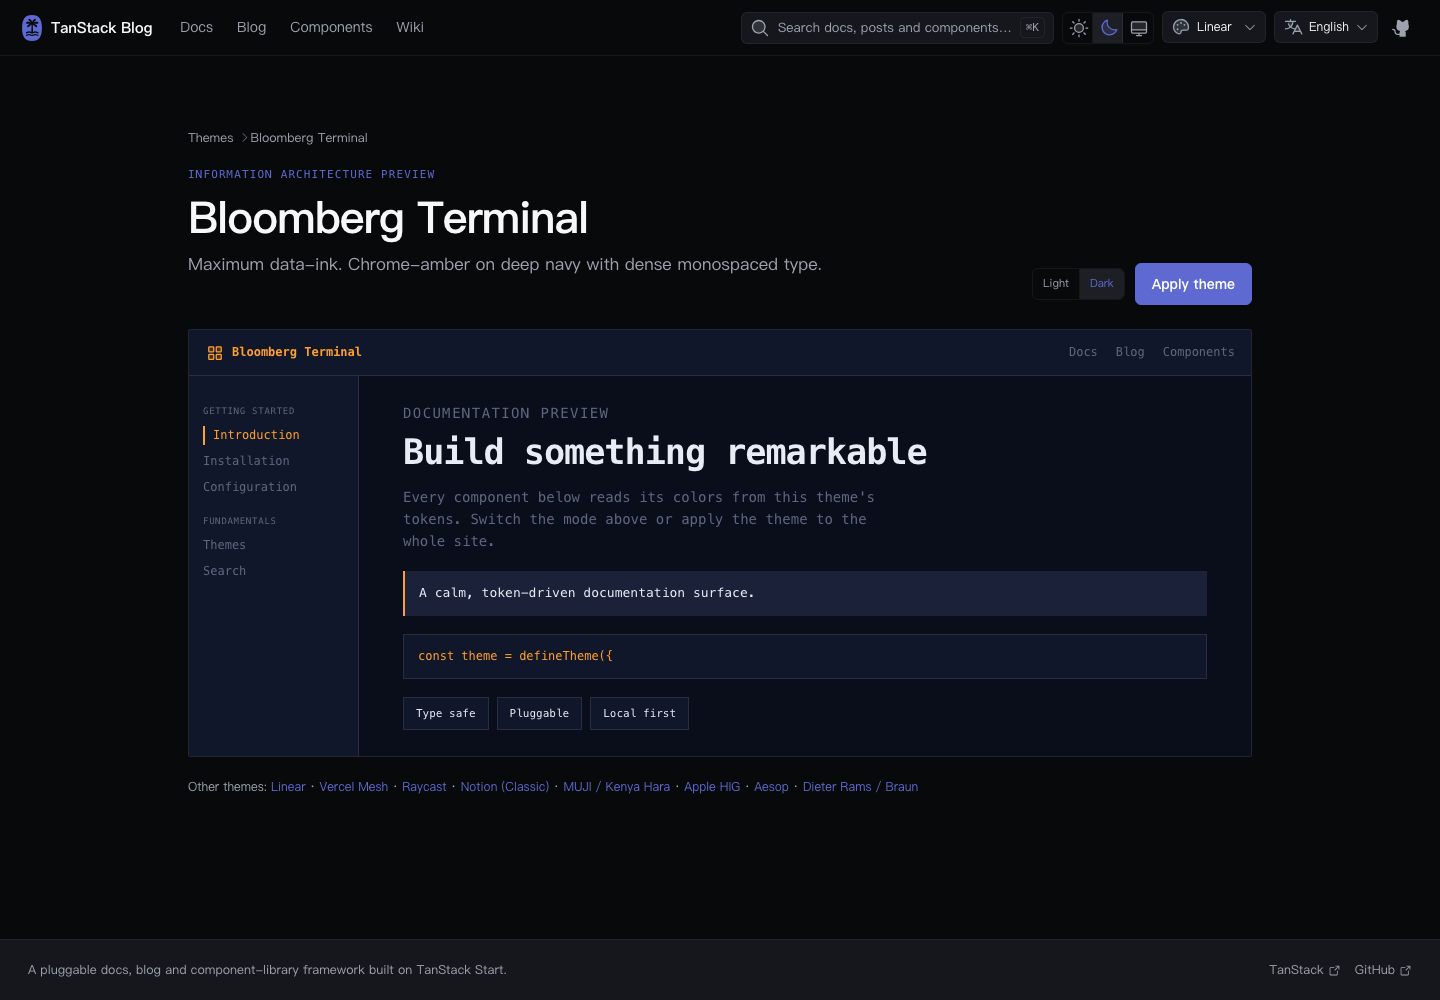 TanStack Blog
Docs
Blog
Components
Wiki
Search docs, posts and components...
⌘K
Linear
English
Themes
Bloomberg Terminal
INFORMATION ARCHITECTURE PREVIEW
Bloomberg Terminal
Maximum data-ink. Chrome-amber on deep navy with dense monospaced type.
Light
Dark
Apply theme
Bloomberg Terminal
Docs
Blog
Components
GETTING STARTED
Introduction
Installation
Configuration
FUNDAMENTALS
Themes
Search
DOCUMENTATION PREVIEW
Build something remarkable
Every component below reads its colors from this theme's
tokens. Switch the mode above or apply the theme to the
whole site.
A calm, token-driven documentation surface.
const theme = defineTheme({
Type safe
Pluggable
Local first
Other themes: Linear · Vercel Mesh · Raycast · Notion (Classic) · MUJI / Kenya Hara · Apple HIG · Aesop · Dieter Rams / Braun
A pluggable docs, blog and component-library framework built on TanStack Start.
TanStack
GitHub